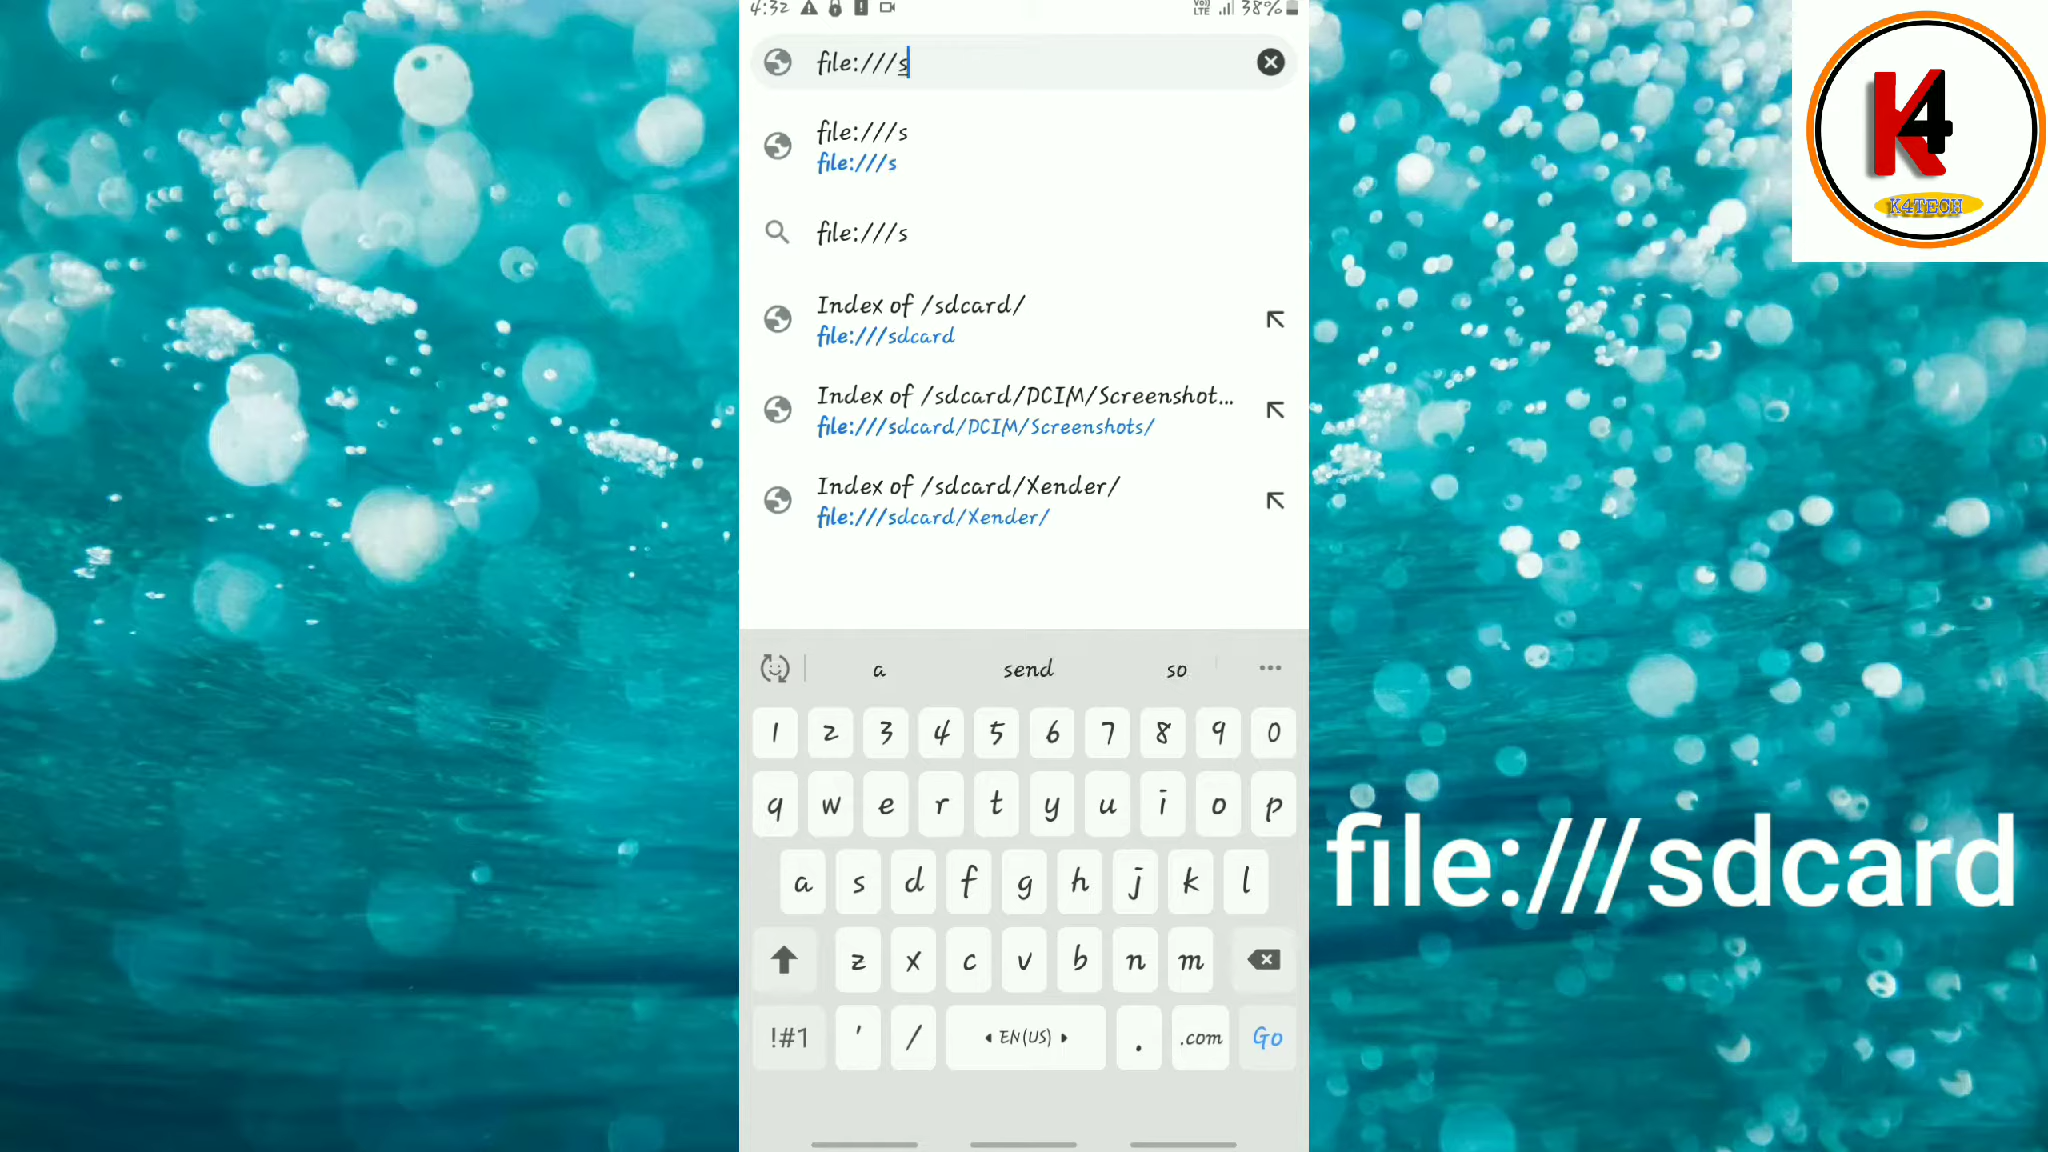 4:32
VoJ) LTE 38%
file:///s
file:///s
file:///s
file:///s
Index of /sdcard/
file:///sdcard
Index of /sdcard/DCIM/Screenshot...
file:///sdcard/DCIM/Screenshots/
Index of /sdcard/Xender/
file:///sdcard/Xender/
a send so
1 2 3 4 5 6 7 8 9 0
q w e r t y u i o p
a s d f g h j k l
z x c v b n m
!#1 ' / EN(US) . .com Go
K4
K4TECH
file:///sdcard